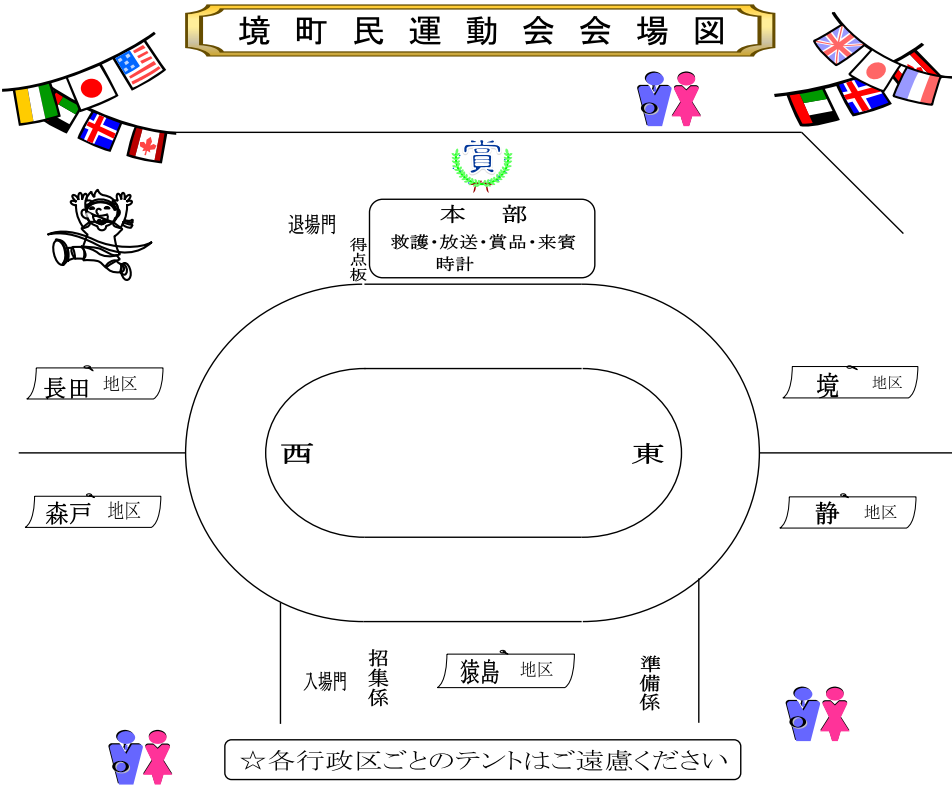 境町民運動会会場図
賞
本部
退場門
救護・放送・賞品・来賓
時計
得点板
長田 地区
境 地区
西
東
森戸 地区
静 地区
入場門
招集係
猿島 地区
準備係
☆各行政区ごとのテントはご遠慮ください